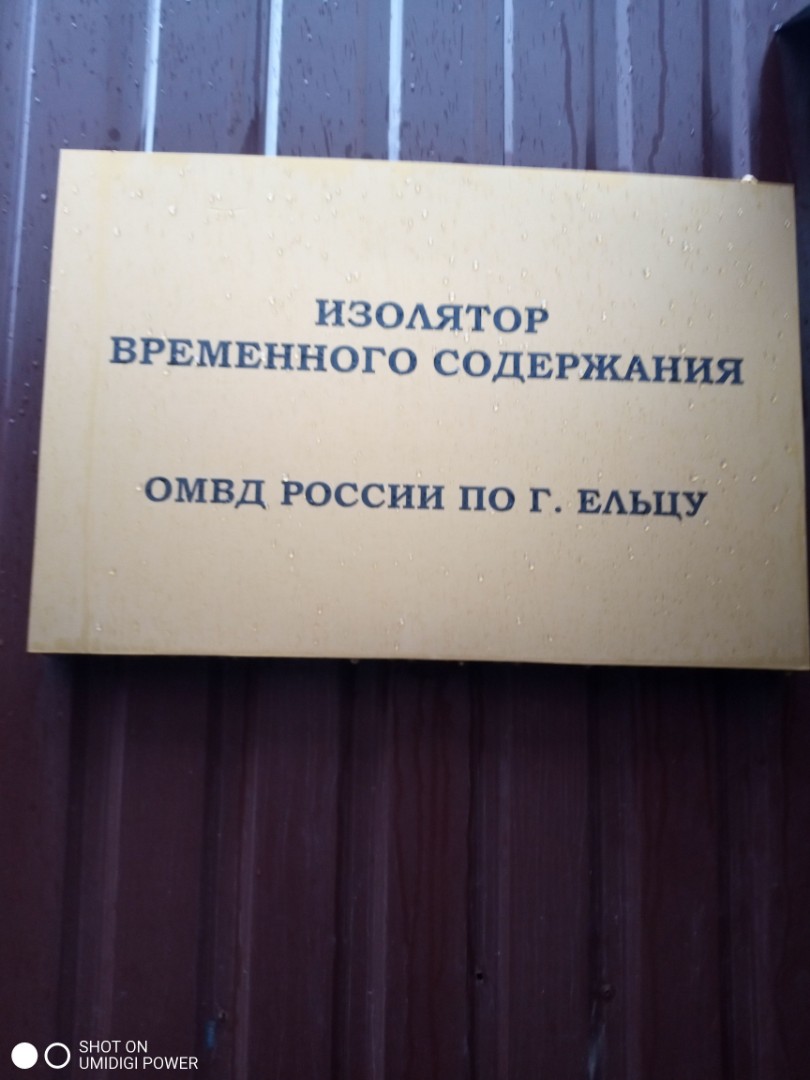 ИЗОЛЯТОР
ВРЕМЕННОГО СОДЕРЖАНИЯ
ОМВД РОССИИ ПО Г. ЕЛЬЦУ
SHOT ON
UMIDIGI POWER